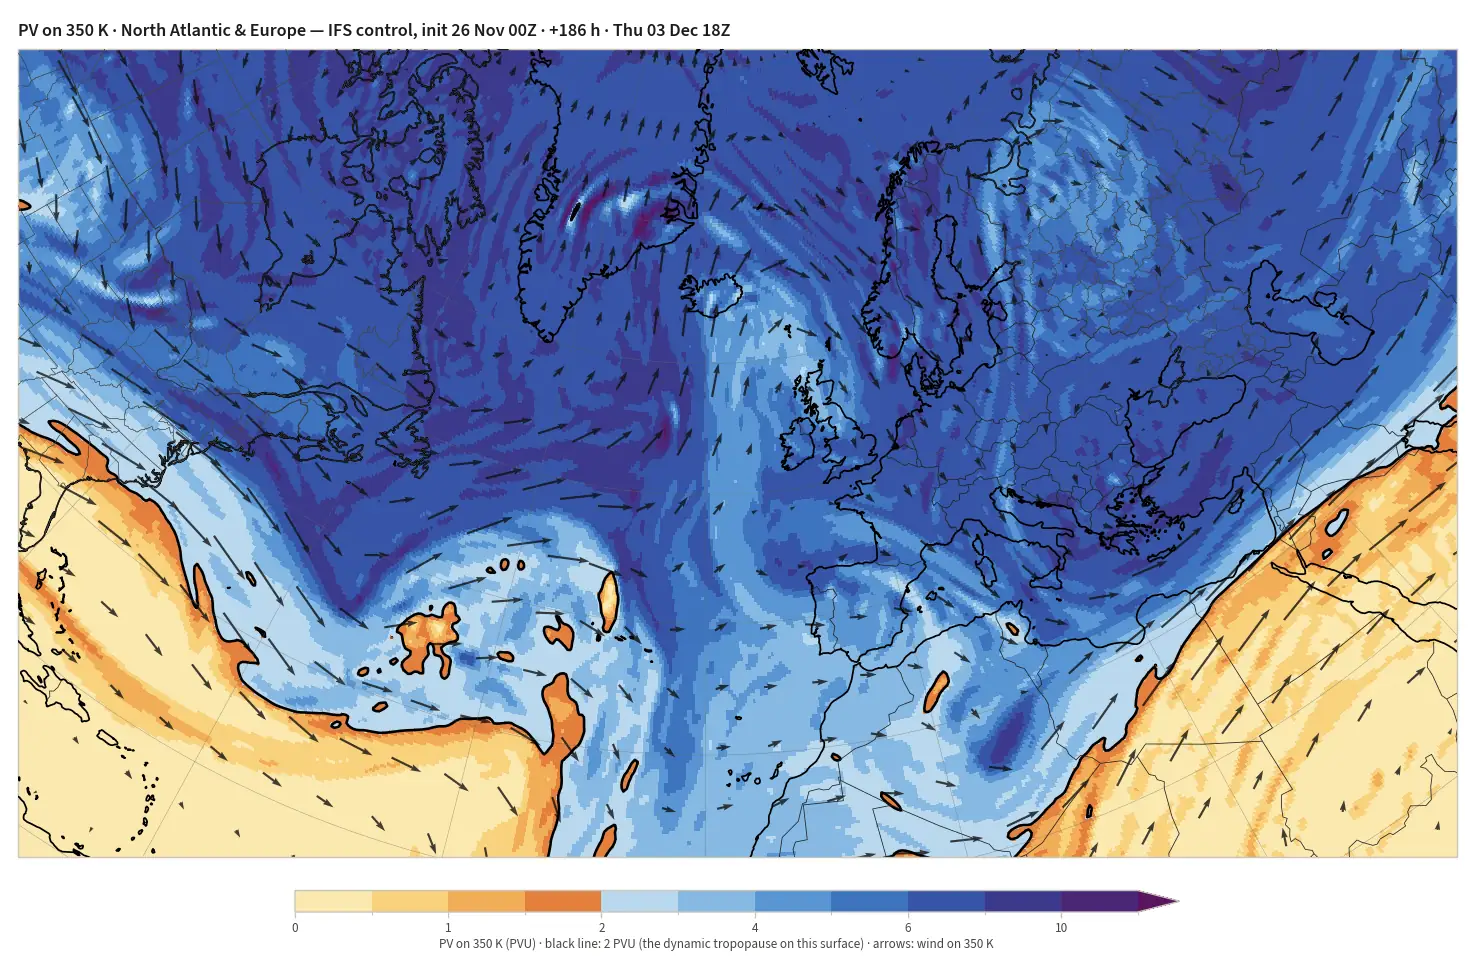 PV on 350 K · North Atlantic & Europe — IFS control, init 26 Nov 00Z · +186 h · Thu 03 Dec 18Z
0 1 2 4 6 10
PV on 350 K (PVU) · black line: 2 PVU (the dynamic tropopause on this surface) · arrows: wind on 350 K